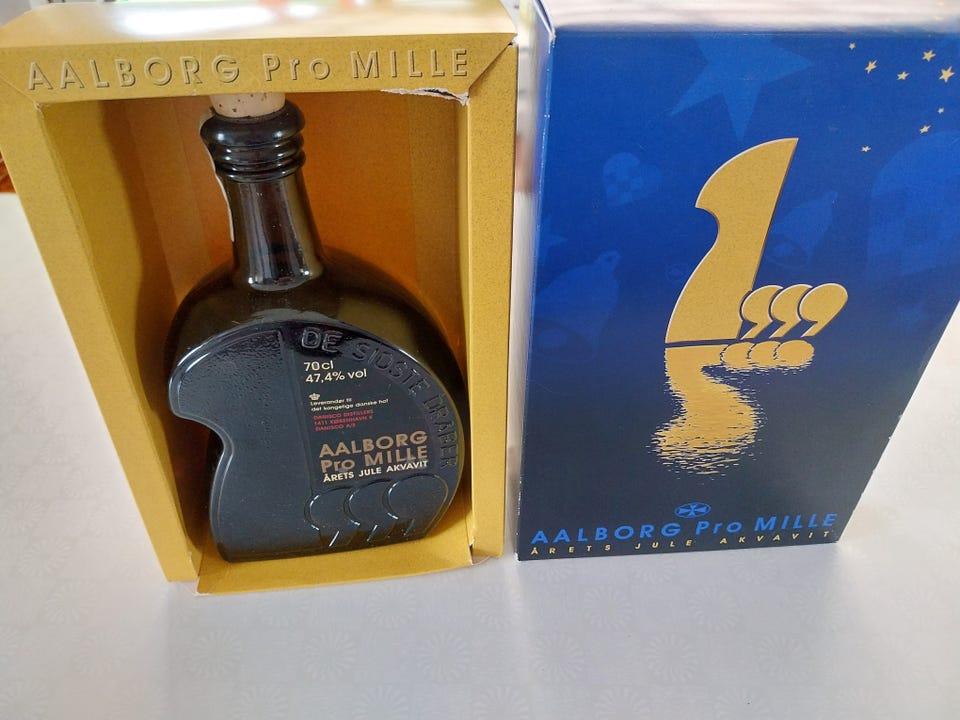 AALBORG Pro MILLE
DE SIDSTE DRÅBER
70cl
47,4% vol
Leverandør til
det kongelige danske hof
DANISCO DISTILLERS
1411 KØBENHAVN K
DANISCO A/S
AALBORG
Pro MILLE
ÅRETS JULE AKVAVIT
AALBORG Pro MILLE
ÅRETS JULE AKVAVIT